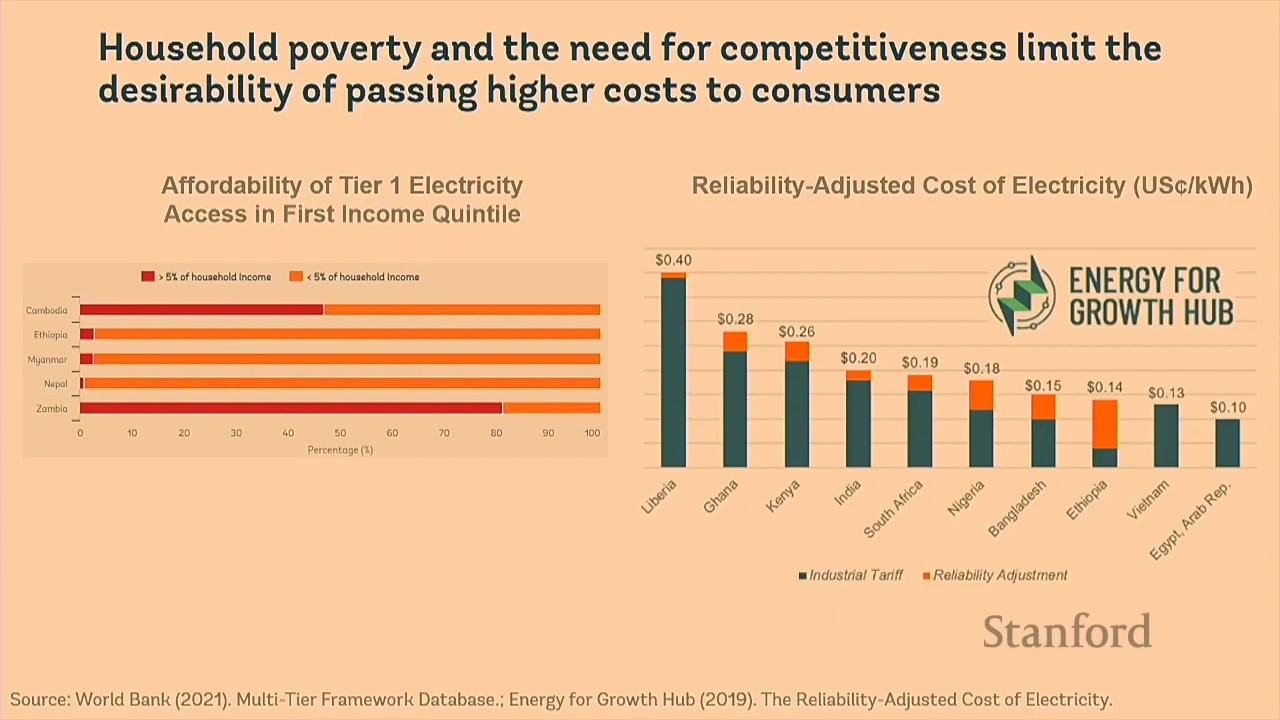 Household poverty and the need for competitiveness limit the
desirability of passing higher costs to consumers
Affordability of Tier 1 Electricity
Access in First Income Quintile
> 5% of household income
< 5% of household income
Cambodia
Ethiopia
Myanmar
Nepal
Zambia
0 10 20 30 40 50 60 70 80 90 100
Percentage (%)
Reliability-Adjusted Cost of Electricity (US¢/kWh)
ENERGY FOR
GROWTH HUB
$0.40
$0.28
$0.26
$0.20
$0.19
$0.18
$0.15
$0.14
$0.13
$0.10
Liberia
Ghana
Kenya
India
South Africa
Nigeria
Bangladesh
Ethiopia
Vietnam
Egypt, Arab Rep.
Industrial Tariff
Reliability Adjustment
Stanford
Source: World Bank (2021). Multi-Tier Framework Database.; Energy for Growth Hub (2019). The Reliability-Adjusted Cost of Electricity.